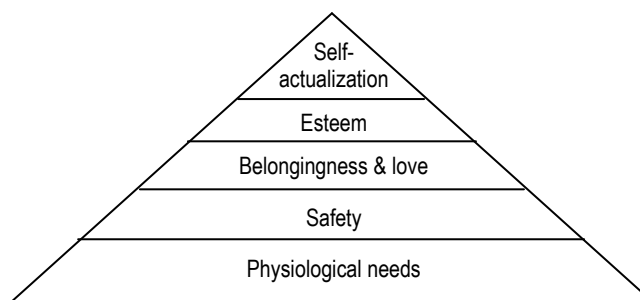 Self-
actualization
Esteem
Belongingness & love
Safety
Physiological needs